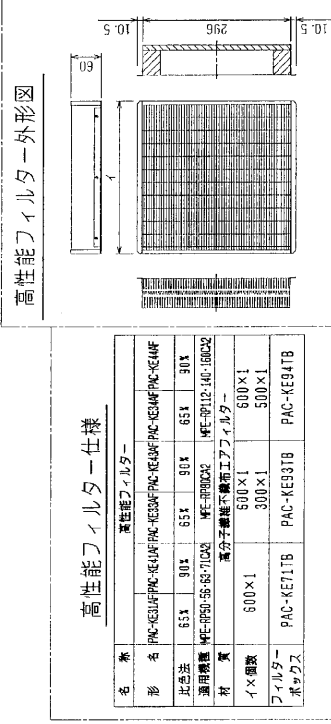 高性能フィルター外形図
60
イ
10.5
296
10.5
高性能フィルター仕様
名 称 高性能フィルター
形 名 PAC-KE31AF PAC-KE41AF PAC-KE33AF PAC-KE43AF PAC-KE34AF PAC-KE44AF
比色法 65% 90% 65% 90% 65% 90%
適用機種 MPE-RP50・56・63・71CA2 MPE-RP80CA2 MPE-RP112・140・160CA2
材 質 高分子繊維不織布エアフィルター
イ×個数 600×1 600×1 600×1
300×1 500×1
フィルター PAC-KE71TB PAC-KE93TB PAC-KE94TB
ボックス